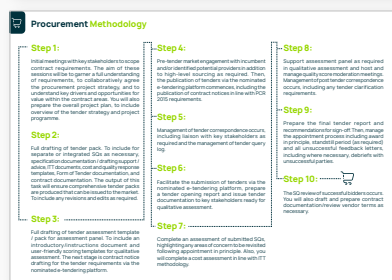 Procurement Methodology
Step 1:
Initial meeting with key stakeholders to scope
contract requirements. The aim of these
sessions will be to garner a full understanding
of requirements, to collaboratively agree
the procurement project strategy, and to
understand key drivers and opportunities for
value within the contract areas. You will also
prepare the overall project plan, to include
overview of the tender strategy and project
programme.
Step 2:
Full drafting of tender pack. To include for
separate or integrated SQs as necessary,
specification documentation / drafting support /
advice, ITT documents, cost and quality response
templates, Form of Tender documentation, and
contract documentation. The output of this
task will ensure comprehensive tender packs
are produced that can be issued to the market.
To include any revisions and edits as required.
Step 3:
Full drafting of tender assessment template
/ pack for assessment panel. To include an
introductory/instructions document and
user-friendly scoring templates for qualitative
assessment. The next stage is contract notice
drafting for the tender requirements via the
nominated e-tendering platform.
Step 4:
Pre-tender market engagement with incumbent
and/or identified potential providers in addition
to high-level sourcing as required. Then,
the publication of tenders via the nominated
e-tendering platform commences, including the
publication of contract notices in line with PCR
2015 requirements.
Step 5:
Management of tender correspondence occurs,
including liaison with key stakeholders as
required and the management of tender query
log.
Step 6:
Facilitate the submission of tenders via the
nominated e-tendering platform, prepare
a tender opening report and issue tender
documentation to key stakeholders ready for
qualitative assessment.
Step 7:
Complete an assessment of submitted SQs,
highlighting any areas of concern to be revisited
following appointment in principle. Also, you
will complete a cost assessment in line with ITT
methodology.
Step 8:
Support assessment panel as required
in qualitative assessment and host and
manage quality score moderation meetings.
Management of post tender correspondence
occurs, including any tender clarification
requirements.
Step 9:
Prepare the final tender report and
recommendations for sign-off. Then, manage
the appointment process including award
in principle, standstill period (as required)
and all unsuccessful feedback letters,
including where necessary, debriefs with
unsuccessful parties.
Step 10:
The SQ review of successful bidders occurs.
You will also draft and prepare contract
documentation/review vendor terms as
necessary.